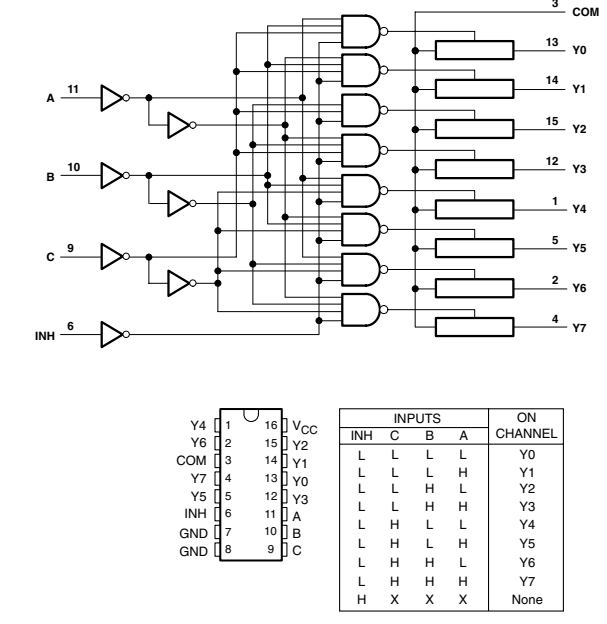 3 COM
13 Y0
A 11
14 Y1
15 Y2
B 10
12 Y3
1 Y4
C 9
5 Y5
2 Y6
INH 6
4 Y7
Y4 1 16 VCC
Y6 2 15 Y2
COM 3 14 Y1
Y7 4 13 Y0
Y5 5 12 Y3
INH 6 11 A
GND 7 10 B
GND 8 9 C
INPUTS ON
INH C B A CHANNEL
L L L L Y0
L L L H Y1
L L H L Y2
L L H H Y3
L H L L Y4
L H L H Y5
L H H L Y6
L H H H Y7
H X X X None